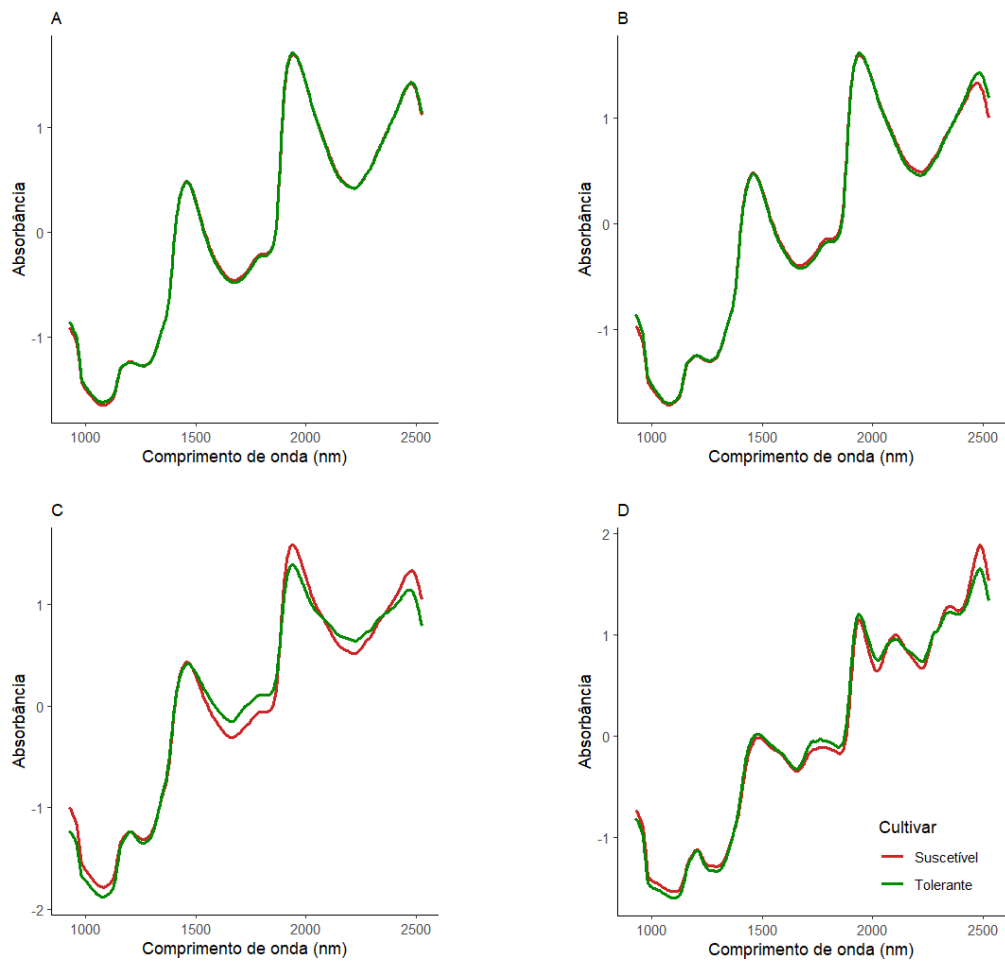 A
Absorbância
1
0
-1
1000 1500 2000 2500
Comprimento de onda (nm)
B
Absorbância
1
0
-1
1000 1500 2000 2500
Comprimento de onda (nm)
C
Absorbância
1
0
-1
-2
1000 1500 2000 2500
Comprimento de onda (nm)
D
Absorbância
2
1
0
-1
1000 1500 2000 2500
Comprimento de onda (nm)
Cultivar
Suscetível
Tolerante